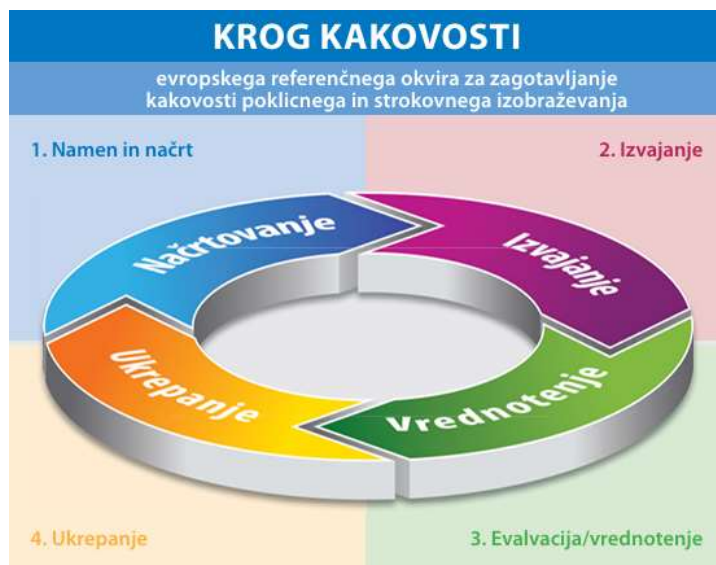 KROG KAKOVOSTI
evropskega referenčnega okvira za zagotavljanje
kakovosti poklicnega in strokovnega izobraževanja
1. Namen in načrt
2. Izvajanje
Načrtovanje
Izvajanje
Ukrepanje
Vrednotenje
4. Ukrepanje
3. Evalvacija/vrednotenje